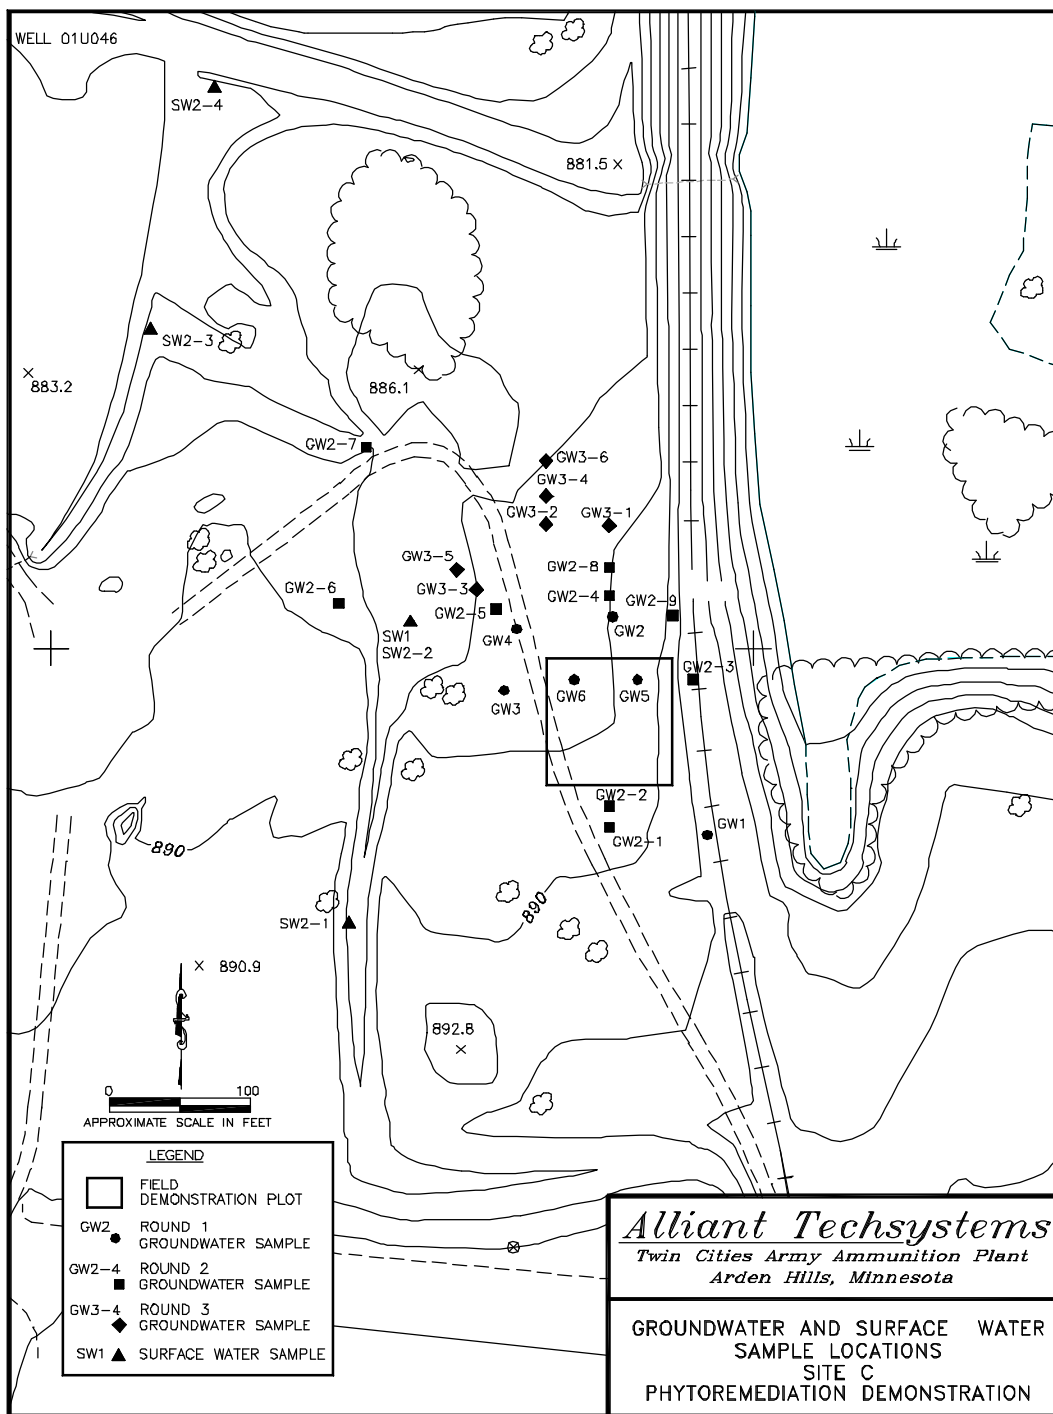 WELL 01U046
SW2-4
881.5
SW2-3
883.2
886.1
GW2-7
GW3-6
GW3-4
GW3-2
GW3-1
GW3-5
GW2-8
GW3-3
GW2-6
GW2-4
GW2-9
GW2-5
GW2
SW1
SW2-2
GW4
GW2-3
GW6
GW5
GW3
GW2-2
GW1
GW2-1
890
890
SW2-1
890.9
892.8
0 100
APPROXIMATE SCALE IN FEET
LEGEND
FIELD
DEMONSTRATION PLOT
GW2 ROUND 1
GROUNDWATER SAMPLE
GW2-4 ROUND 2
GROUNDWATER SAMPLE
GW3-4 ROUND 3
GROUNDWATER SAMPLE
SW1 SURFACE WATER SAMPLE
Alliant Techsystems
Twin Cities Army Ammunition Plant
Arden Hills, Minnesota
GROUNDWATER AND SURFACE WATER
SAMPLE LOCATIONS
SITE C
PHYTOREMEDIATION DEMONSTRATION